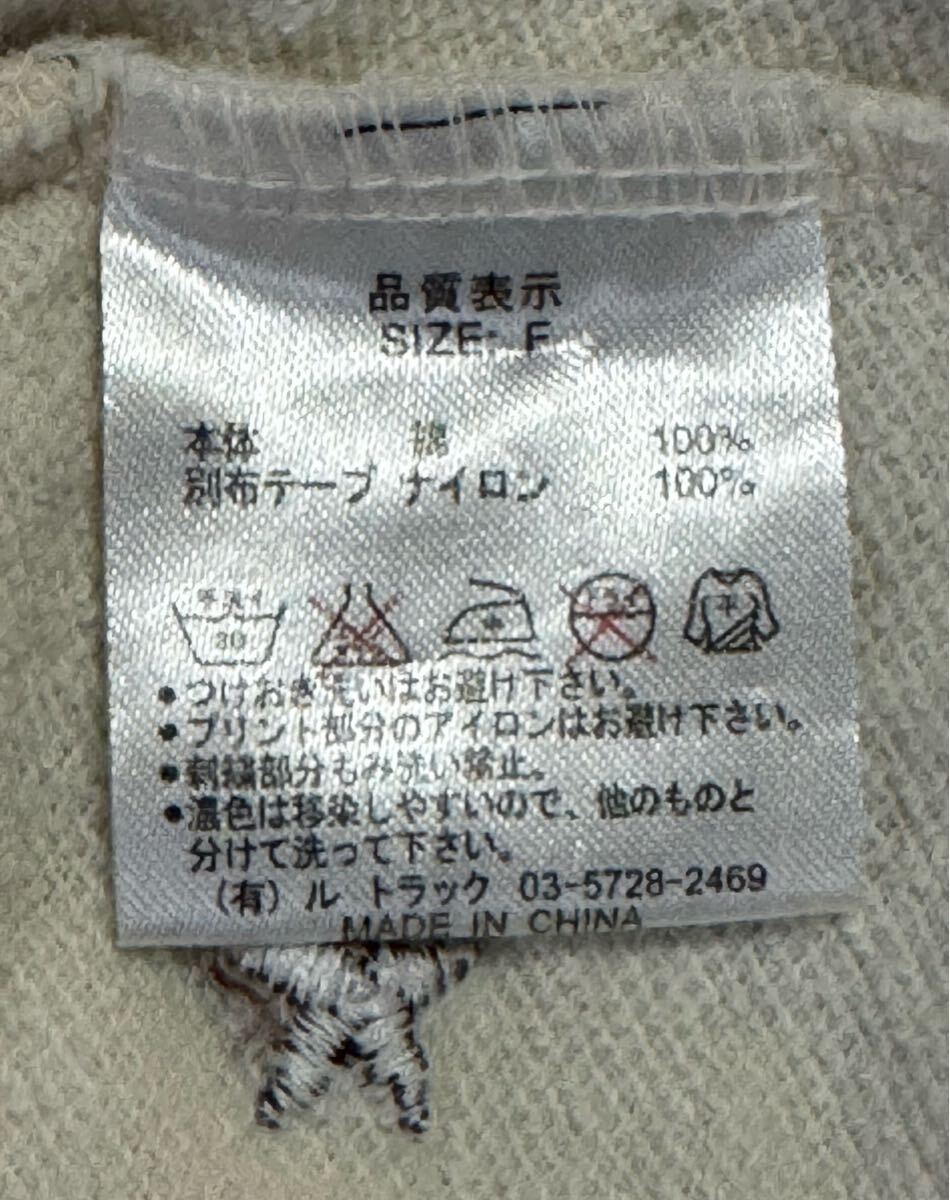 品質表示
SIZE: F
本体 綿 100%
別布テープ ナイロン 100%
手洗イ
30
●つけおき洗いはお避け下さい。
●プリント部分のアイロンはお避け下さい。
●刺繍部分もみ洗い禁止。
●濃色は移染しやすいので、他のものと
分けて洗って下さい。
(有)ル トラック 03-5728-2469
MADE IN CHINA